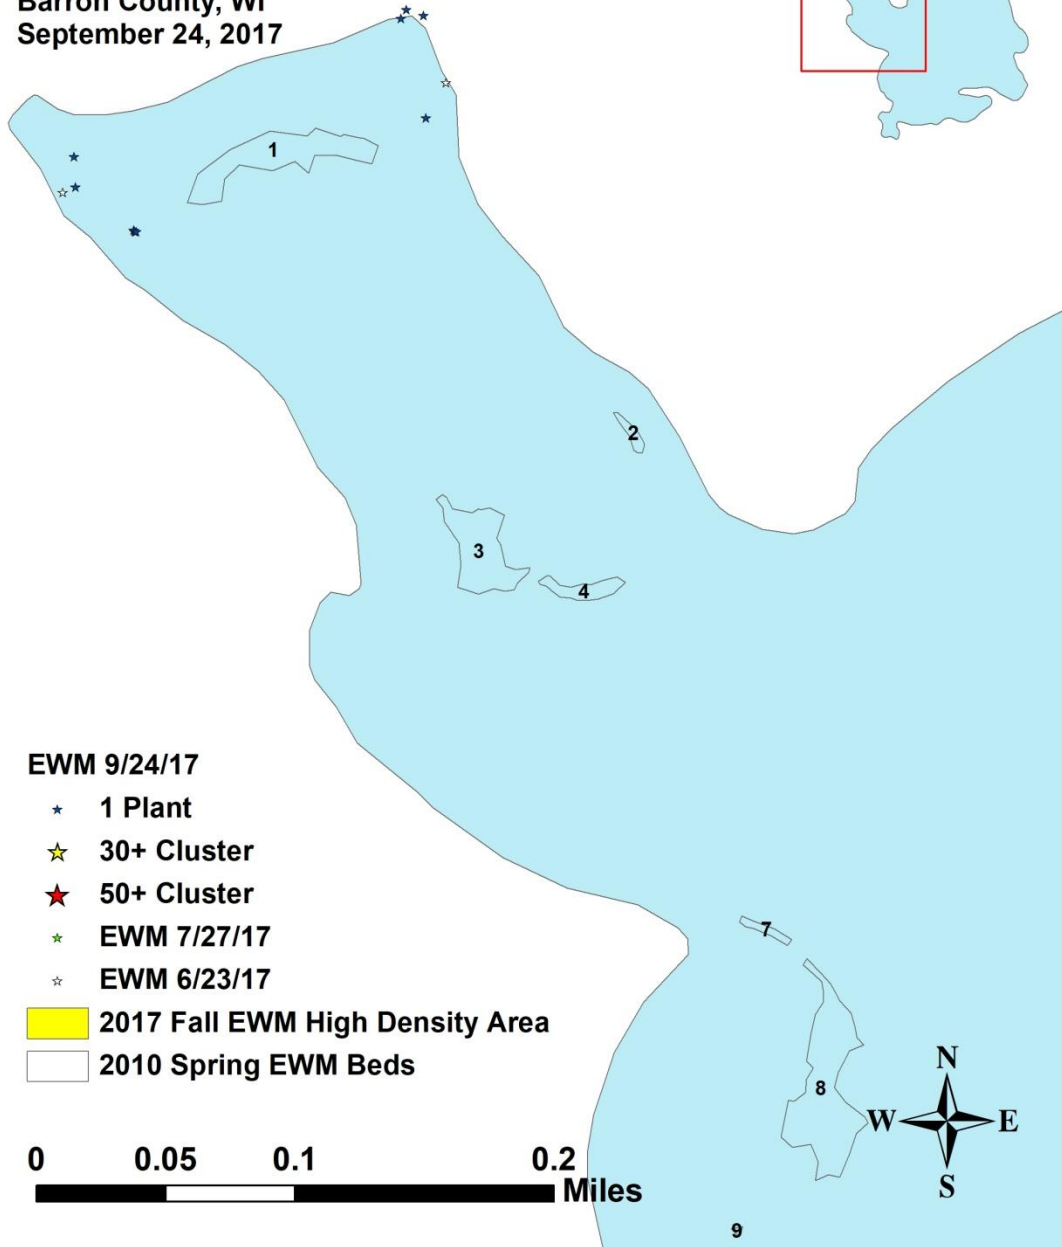 Barron County, WI
September 24, 2017
1
2
3
4
EWM 9/24/17
1 Plant
30+ Cluster
50+ Cluster
EWM 7/27/17
EWM 6/23/17
2017 Fall EWM High Density Area
2010 Spring EWM Beds
7
8
N
W E
S
0 0.05 0.1 0.2
Miles
9